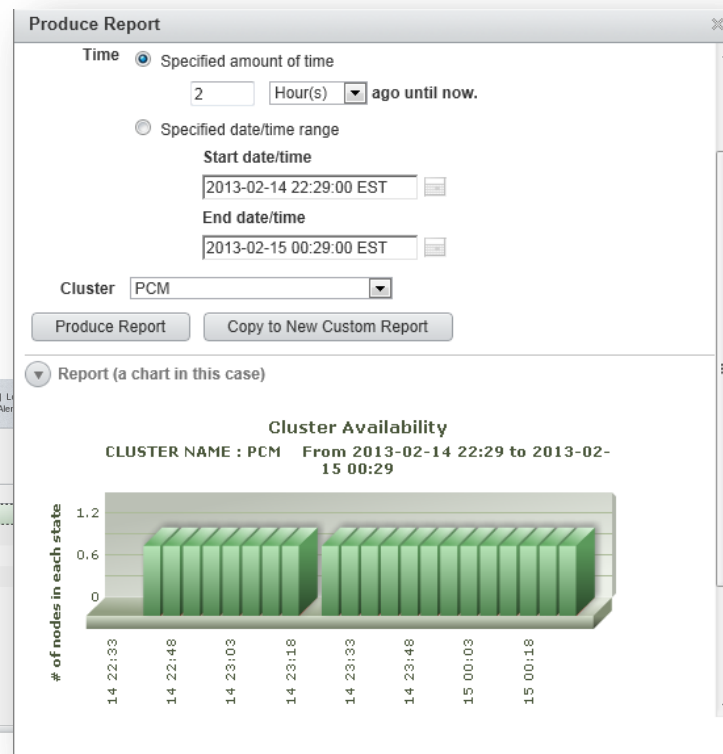 Produce Report
Time
Specified amount of time
2 Hour(s) ago until now.
Specified date/time range
Start date/time
2013-02-14 22:29:00 EST
End date/time
2013-02-15 00:29:00 EST
Cluster PCM
Produce Report Copy to New Custom Report
Report (a chart in this case)
Cluster Availability
CLUSTER NAME : PCM From 2013-02-14 22:29 to 2013-02-
15 00:29
# of nodes in each state
1.2
0.6
0
14 22:33
14 22:48
14 23:03
14 23:18
14 23:33
14 23:48
15 00:03
15 00:18